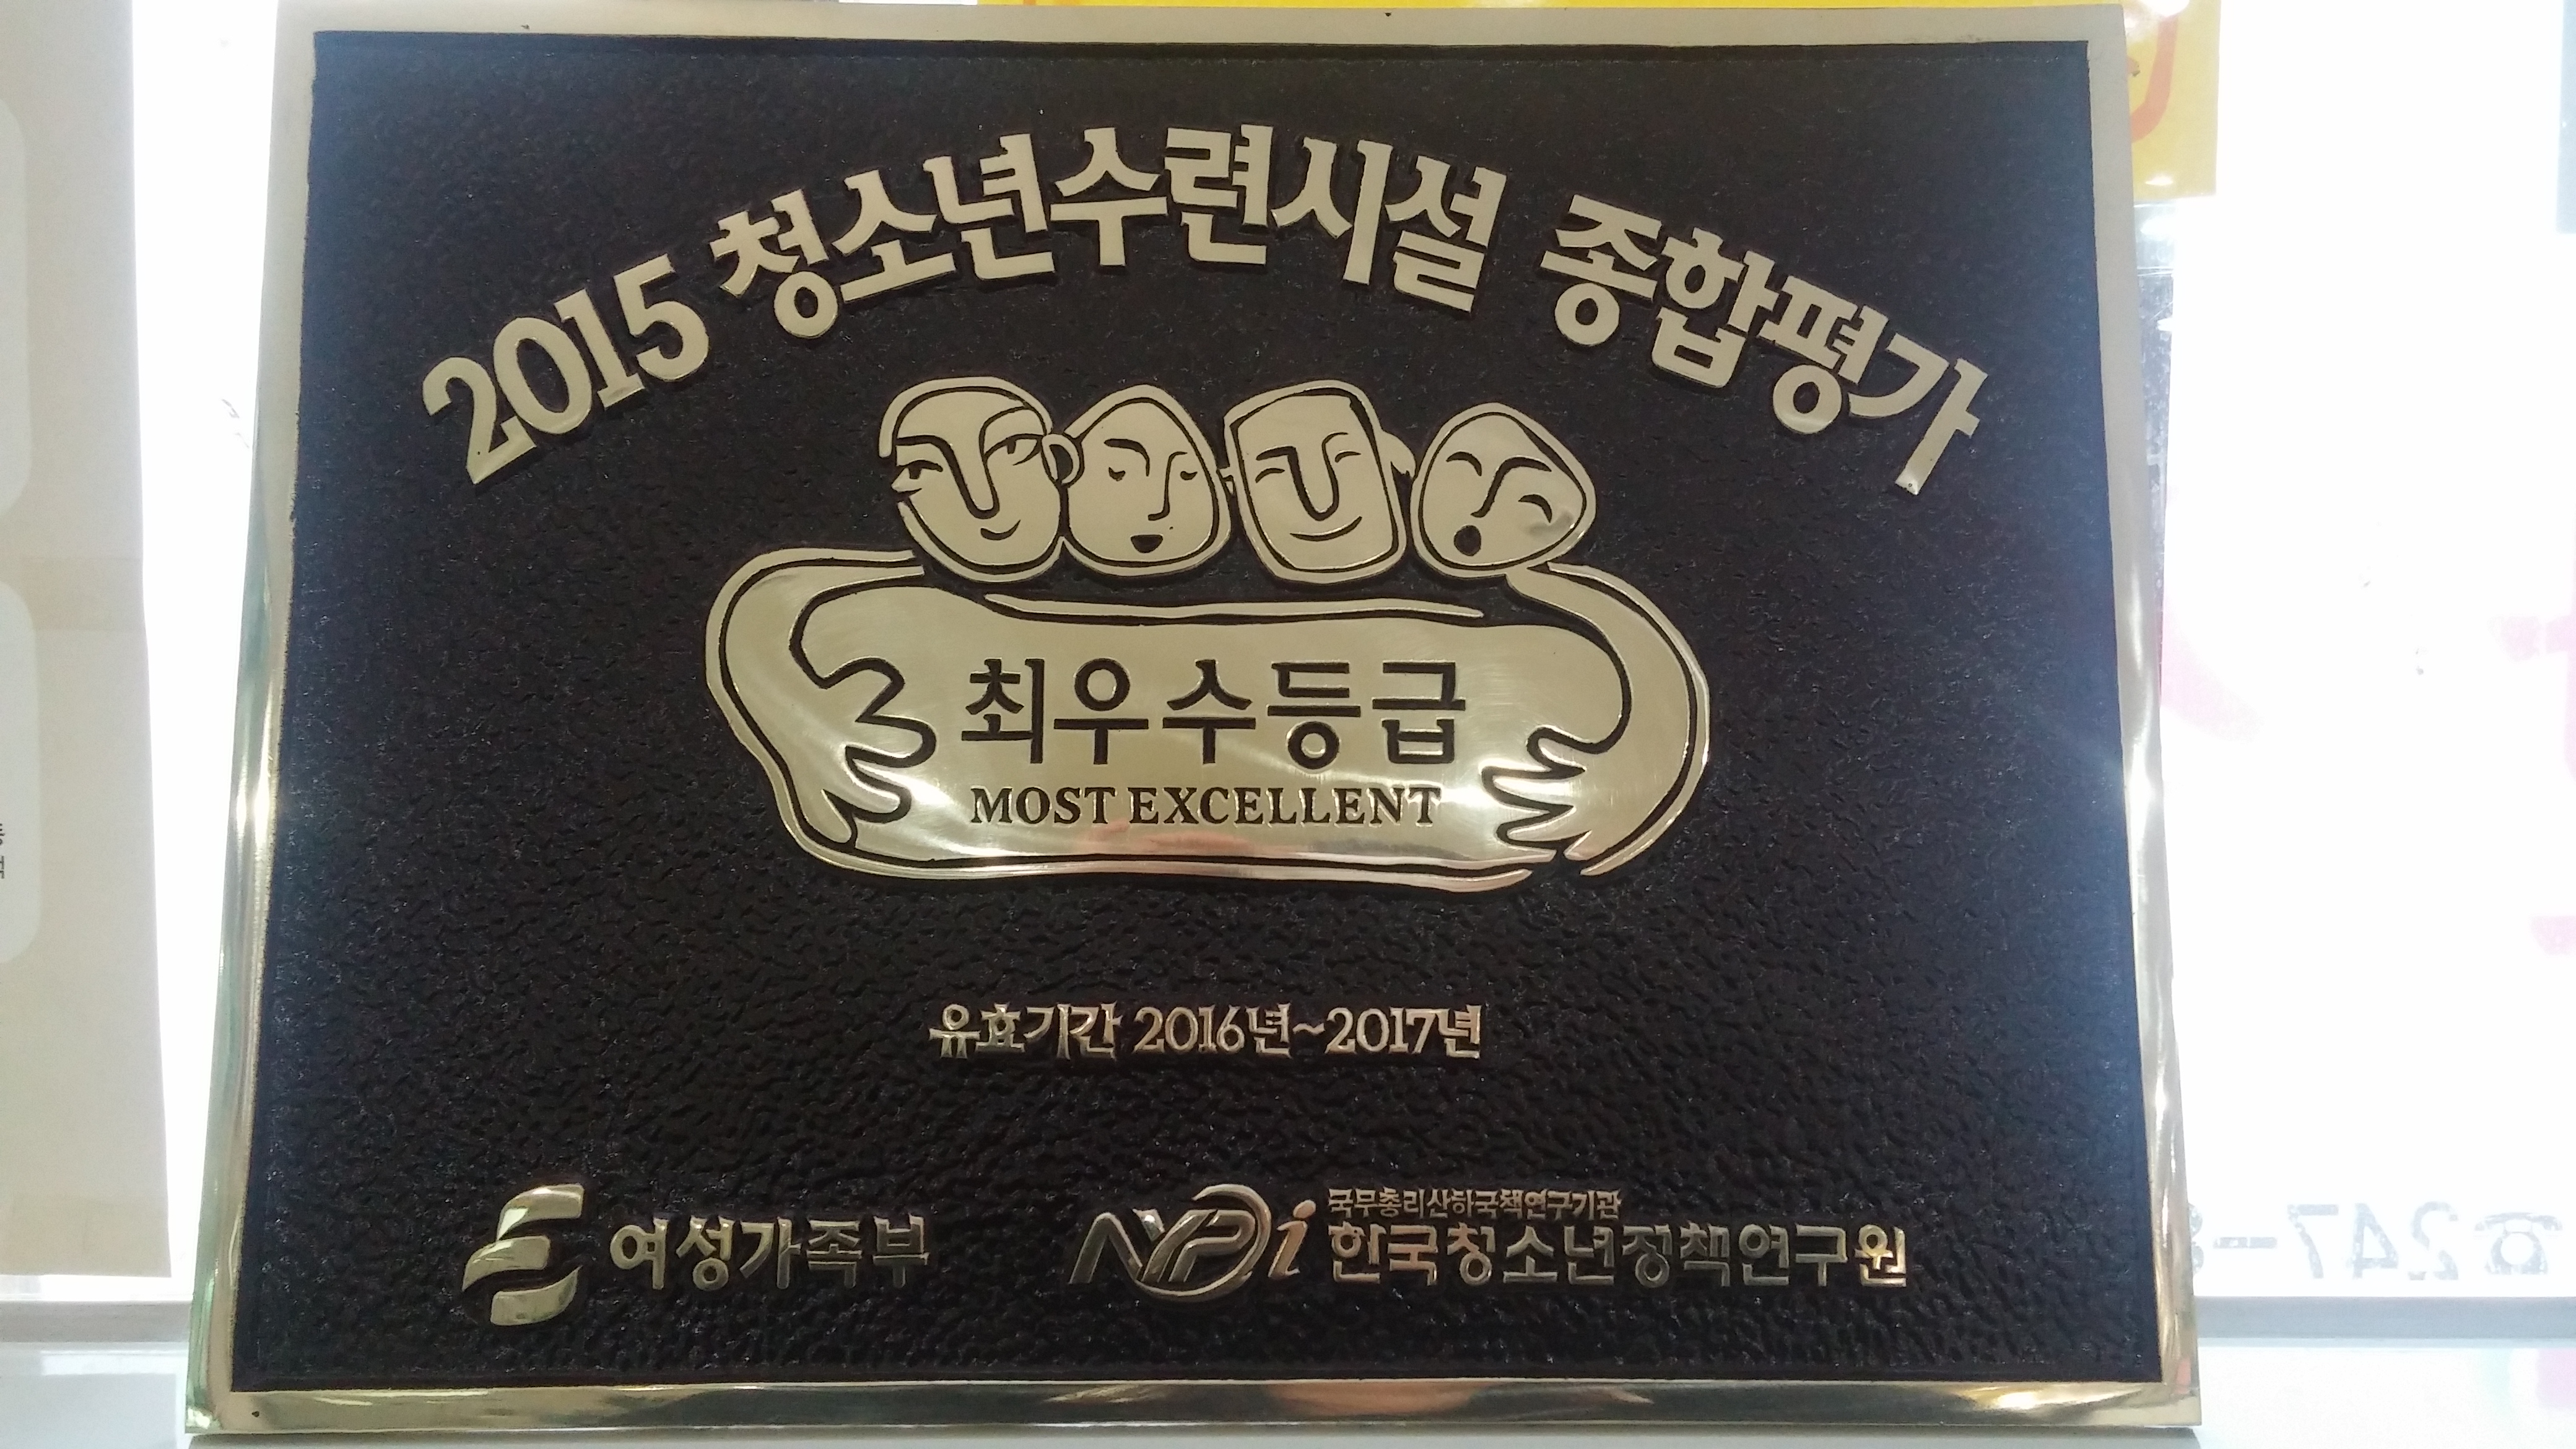 2015 청소년수련시설 종합평가
최우수등급
MOST EXCELLENT
유효기간 2016년~2017년
여성가족부
NYPi
국무총리산하국책연구기관
한국청소년정책연구원
☎247-